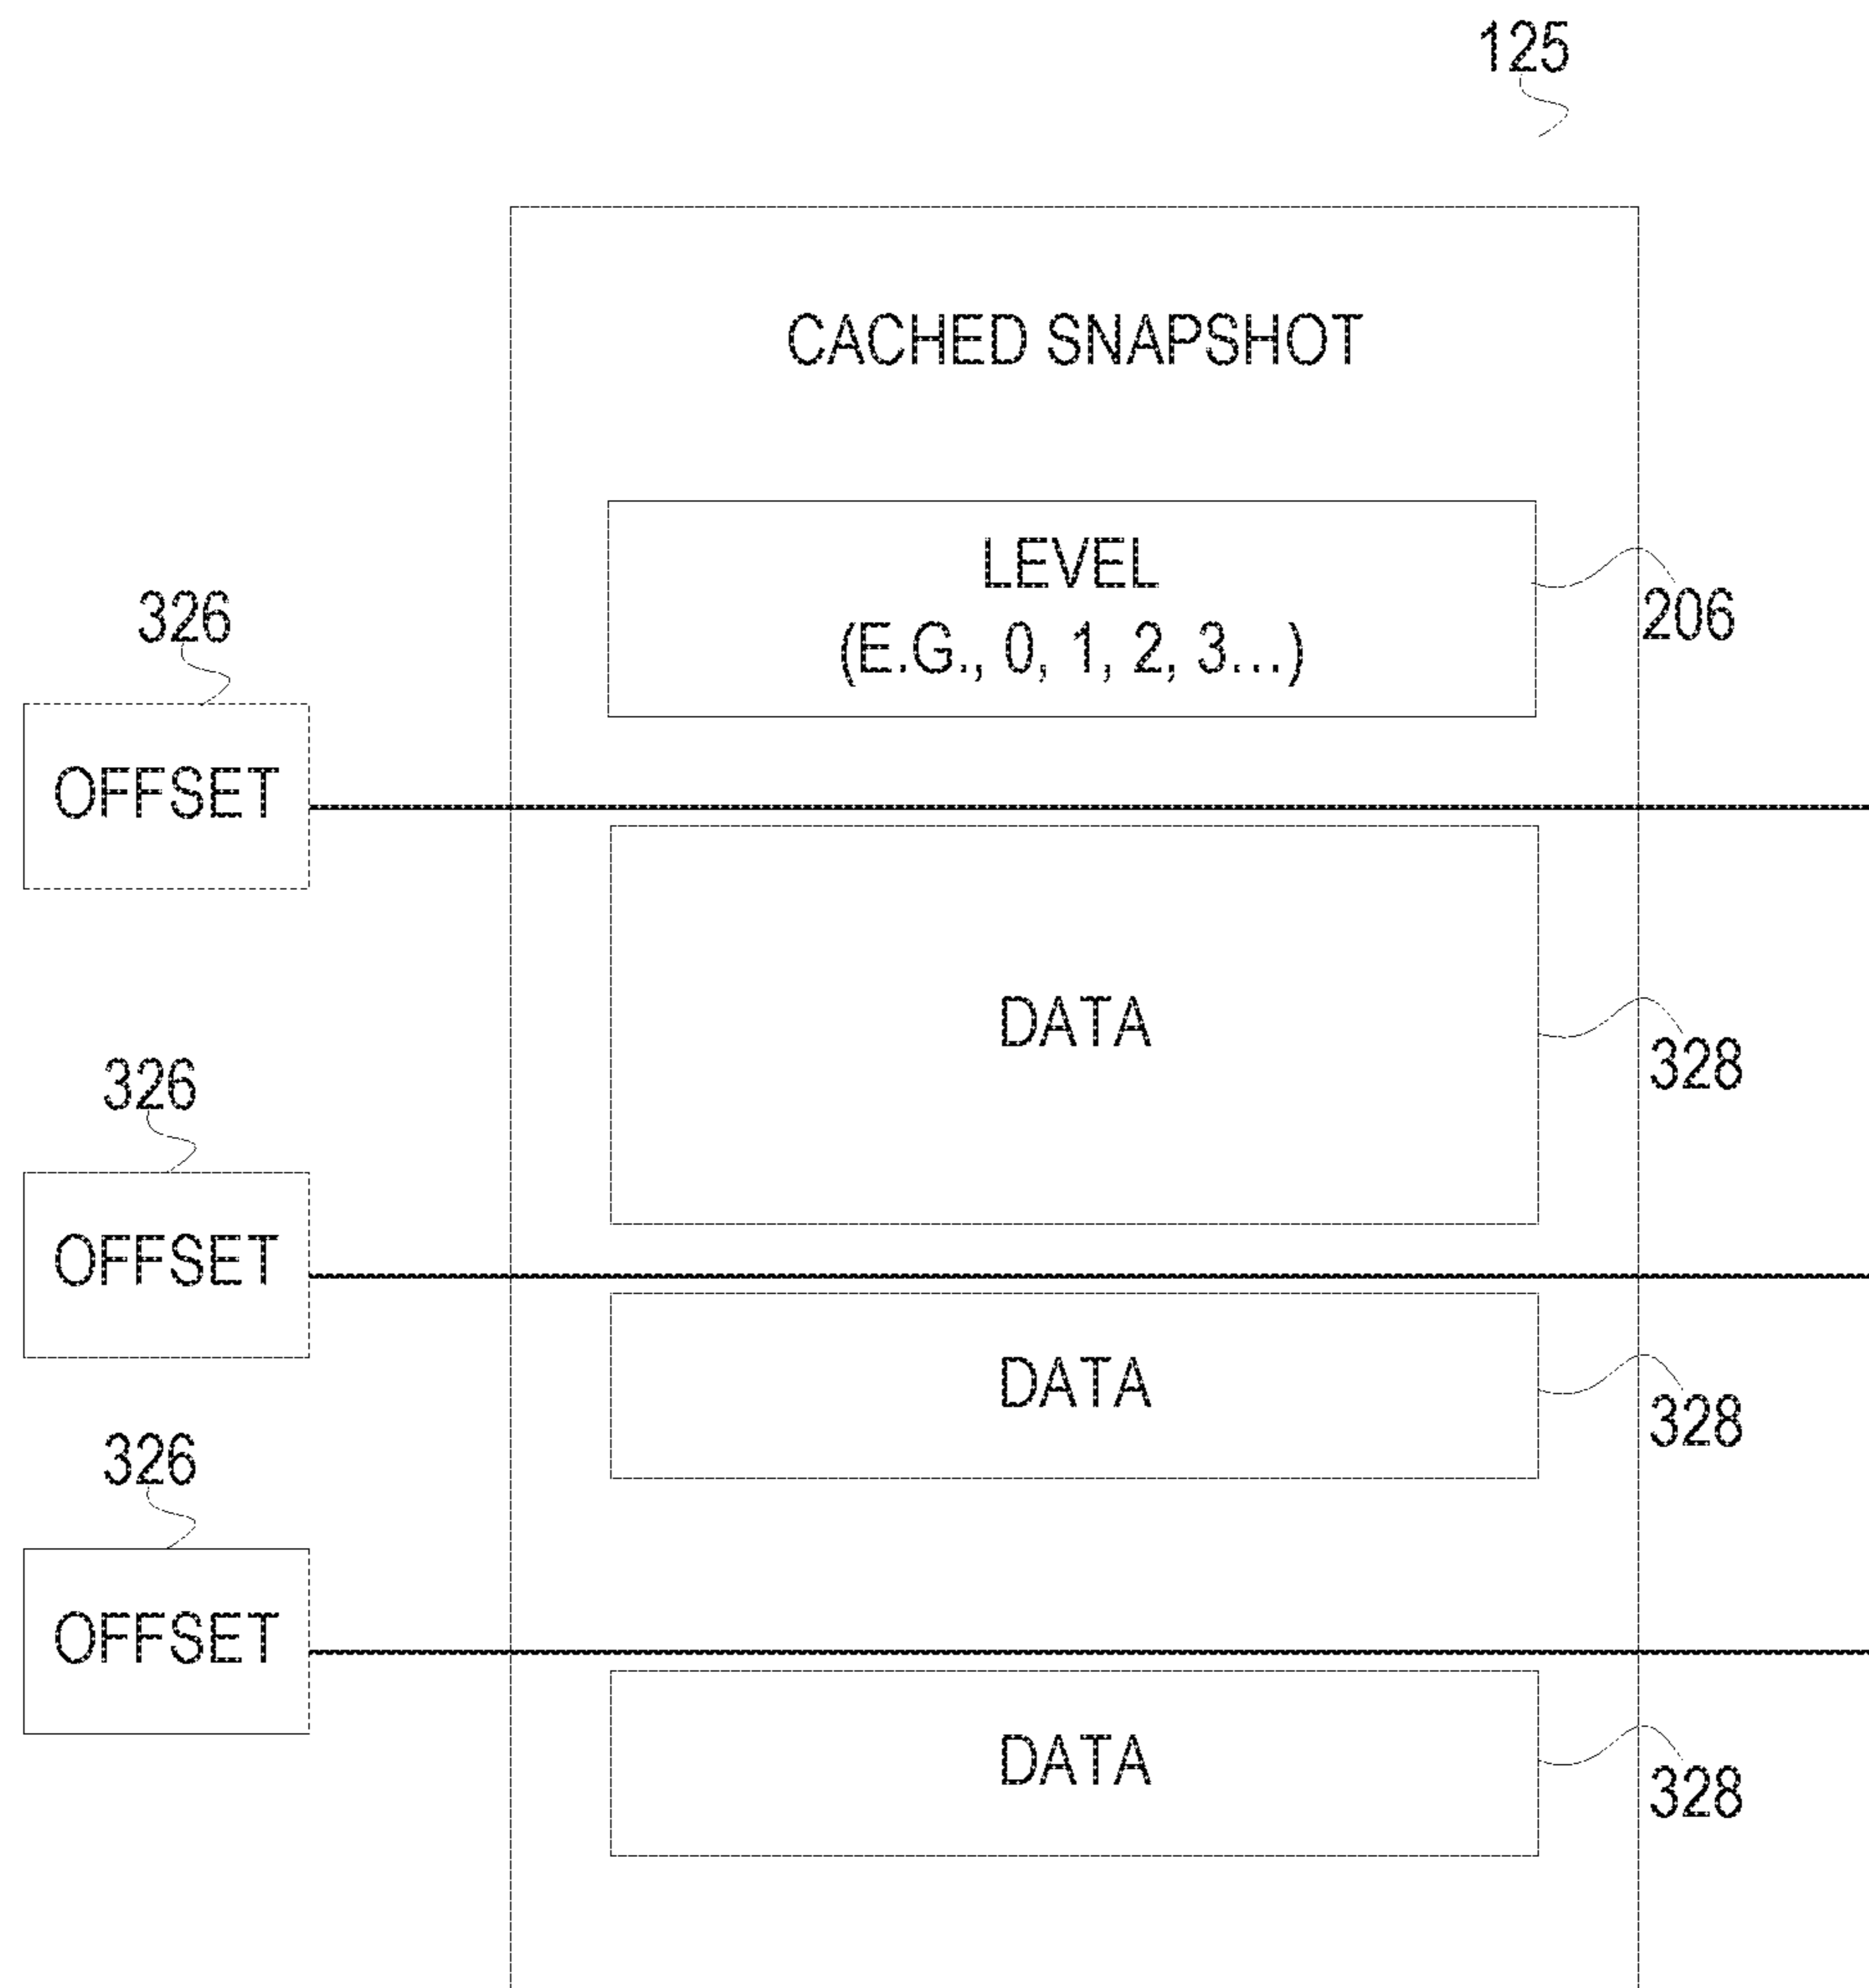 125
CACHED SNAPSHOT
LEVEL
(E.G., 0, 1, 2, 3...)
206
326
OFFSET
DATA
328
326
OFFSET
DATA
328
326
OFFSET
DATA
328